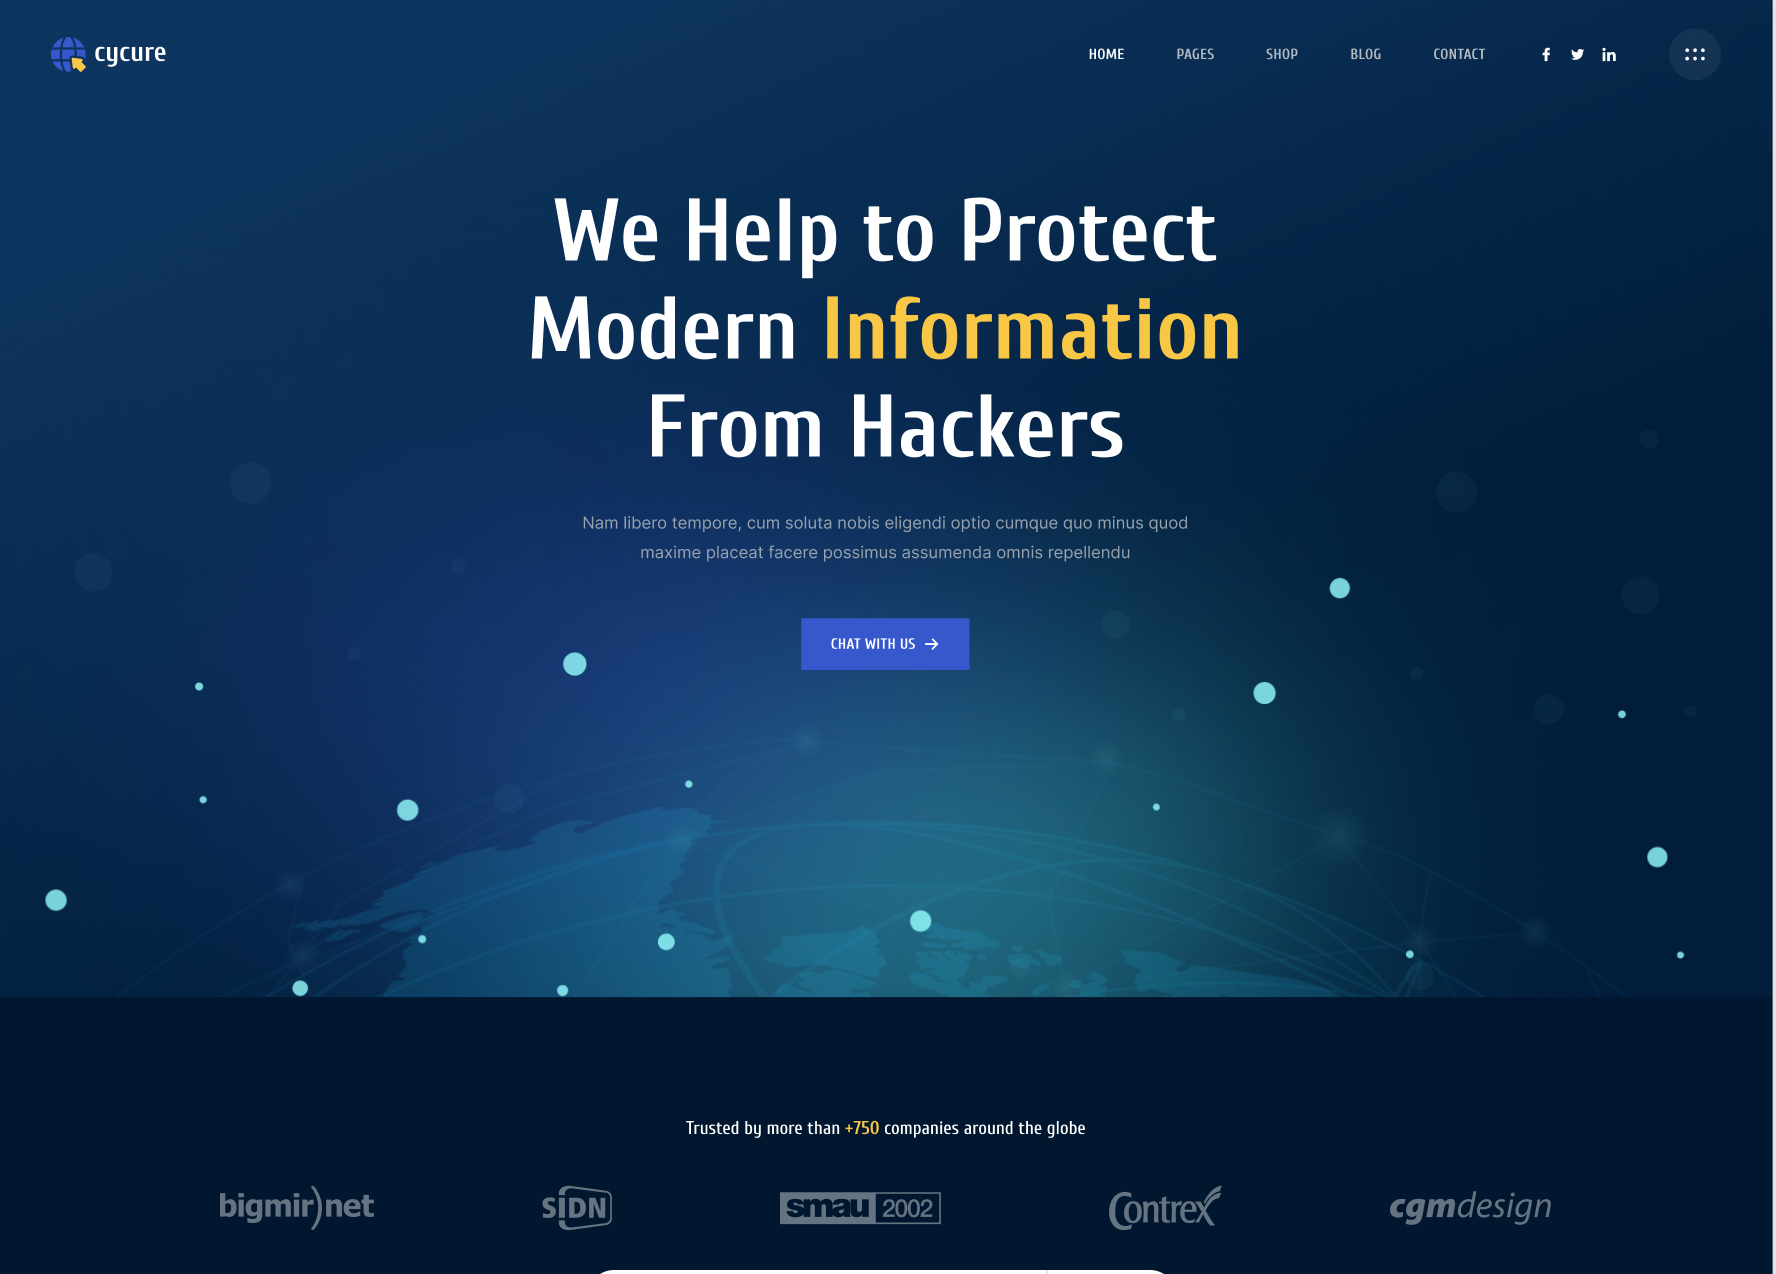 cycure
HOME PAGES SHOP BLOG CONTACT
We Help to Protect
Modern Information
From Hackers
Nam libero tempore, cum soluta nobis eligendi optio cumque quo minus quod
maxime placeat facere possimus assumenda omnis repellendu
CHAT WITH US
Trusted by more than +750 companies around the globe
bigmir)net SIDN smau 2002 Contrex cgmdesign